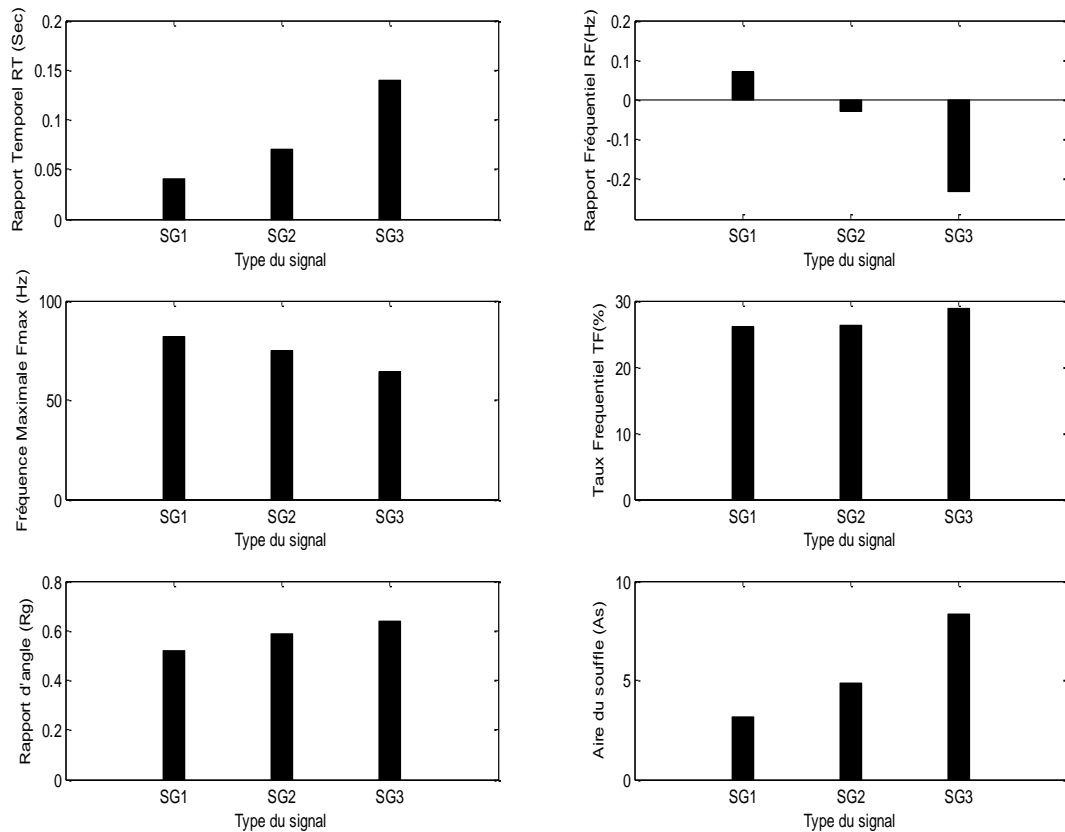 Rapport Temporel RT (Sec)
0.2
0.15
0.1
0.05
0
SG1 SG2 SG3
Type du signal
Rapport Fréquentiel RF(Hz)
0.2
0.1
0
-0.1
-0.2
SG1 SG2 SG3
Type du signal
Fréquence Maximale Fmax (Hz)
100
50
0
SG1 SG2 SG3
Type du signal
Taux Frequentiel TF(%)
30
20
10
0
SG1 SG2 SG3
Type du signal
Rapport d'angle (Rg)
0.8
0.6
0.4
0.2
0
SG1 SG2 SG3
Type du signal
Aire du souffle (As)
10
5
0
SG1 SG2 SG3
Type du signal